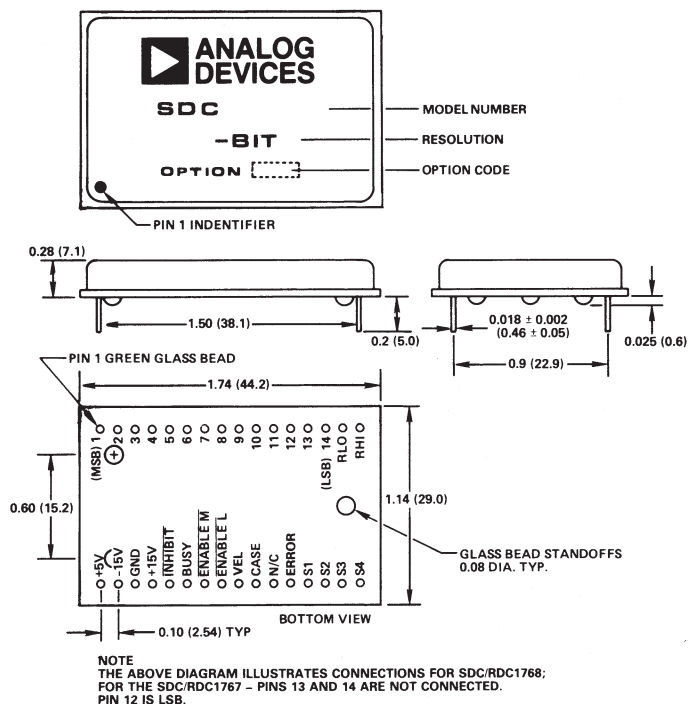 ANALOG
DEVICES
SDC
-BIT
OPTION
MODEL NUMBER
RESOLUTION
OPTION CODE
PIN 1 INDENTIFIER
0.28 (7.1)
1.50 (38.1)
0.2 (5.0)
0.018 ± 0.002
(0.46 ± 0.05)
0.025 (0.6)
0.9 (22.9)
PIN 1 GREEN GLASS BEAD
1.74 (44.2)
(MSB) 1
2
3
4
5
6
7
8
9
10
11
12
13
(LSB) 14
RLO
RHI
0.60 (15.2)
1.14 (29.0)
+5V
-15V
GND
+15V
INHIBIT
BUSY
ENABLE M
ENABLE L
VEL
CASE
N/C
ERROR
S1
S2
S3
S4
GLASS BEAD STANDOFFS
0.08 DIA. TYP.
BOTTOM VIEW
0.10 (2.54) TYP
NOTE
THE ABOVE DIAGRAM ILLUSTRATES CONNECTIONS FOR SDC/RDC1768;
FOR THE SDC/RDC1767 – PINS 13 AND 14 ARE NOT CONNECTED.
PIN 12 IS LSB.